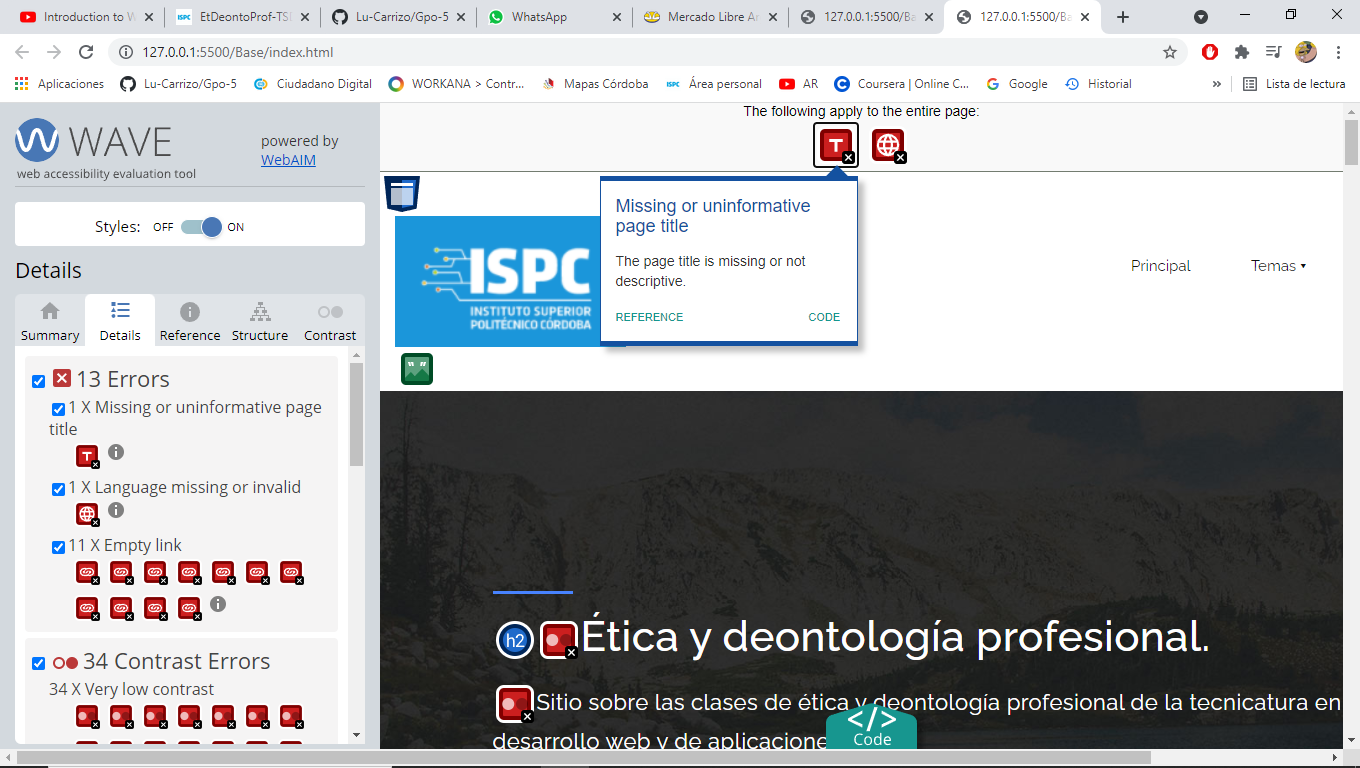 Introduction to W
EtDeontoProf-TSD
Lu-Carrizo/Gpo-5
WhatsApp
Mercado Libre Ar
127.0.0.1:5500/Ba
127.0.0.1:5500/Ba
127.0.0.1:5500/Base/index.html
Aplicaciones
Lu-Carrizo/Gpo-5
Ciudadano Digital
WORKANA > Contr...
Mapas Córdoba
ISPC
Área personal
AR
Coursera | Online C...
Google
Historial
»
Lista de lectura
WAVE
web accessibility evaluation tool
powered by
WebAIM
Styles: OFF ON
Details
Summary
Details
Reference
Structure
Contrast
13 Errors
1 X Missing or uninformative page
title
1 X Language missing or invalid
11 X Empty link
34 Contrast Errors
34 X Very low contrast
The following apply to the entire page:
Missing or uninformative
page title
The page title is missing or not
descriptive.
REFERENCE
CODE
ISPC
INSTITUTO SUPERIOR
POLITÉCNICO CÓRDOBA
Principal
Temas
h2
Ética y deontología profesional.
Sitio sobre las clases de ética y deontología profesional de la tecnicatura en
desarrollo web y de aplicacione
</>
Code